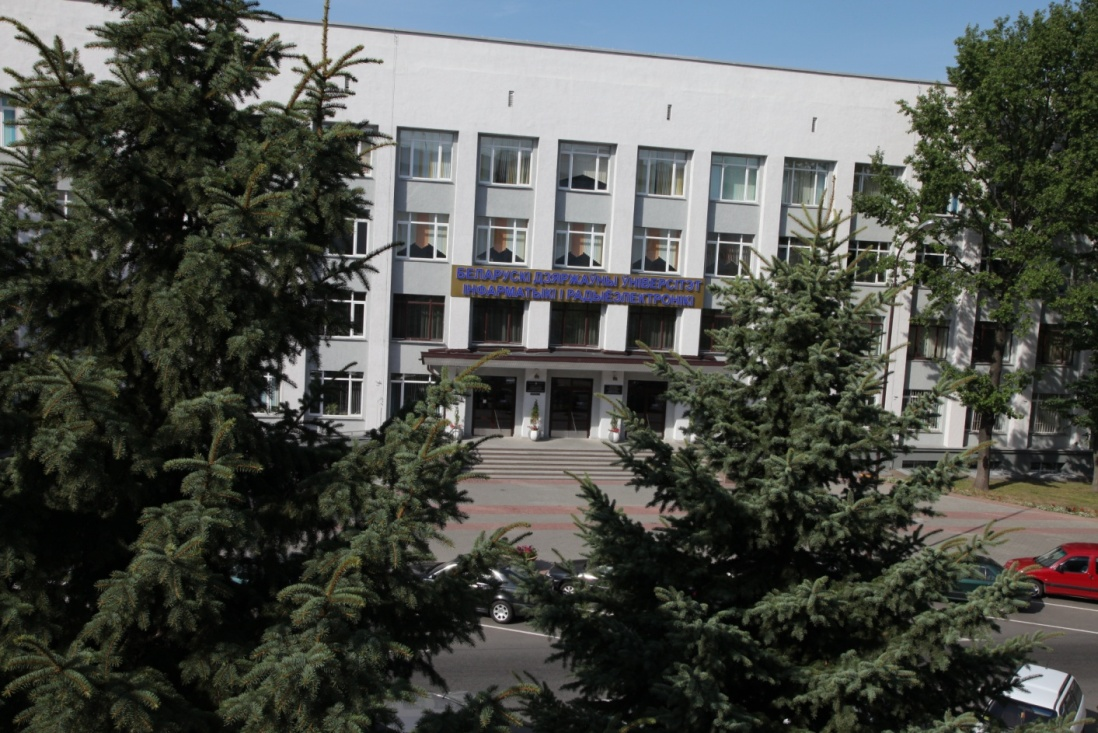 БЕЛАРУСКІ ДЗЯРЖАЎНЫ ЎНІВЕРСІТЭТ
ІНФАРМАТЫКІ І РАДЫЁЭЛЕКТРОНІКІ